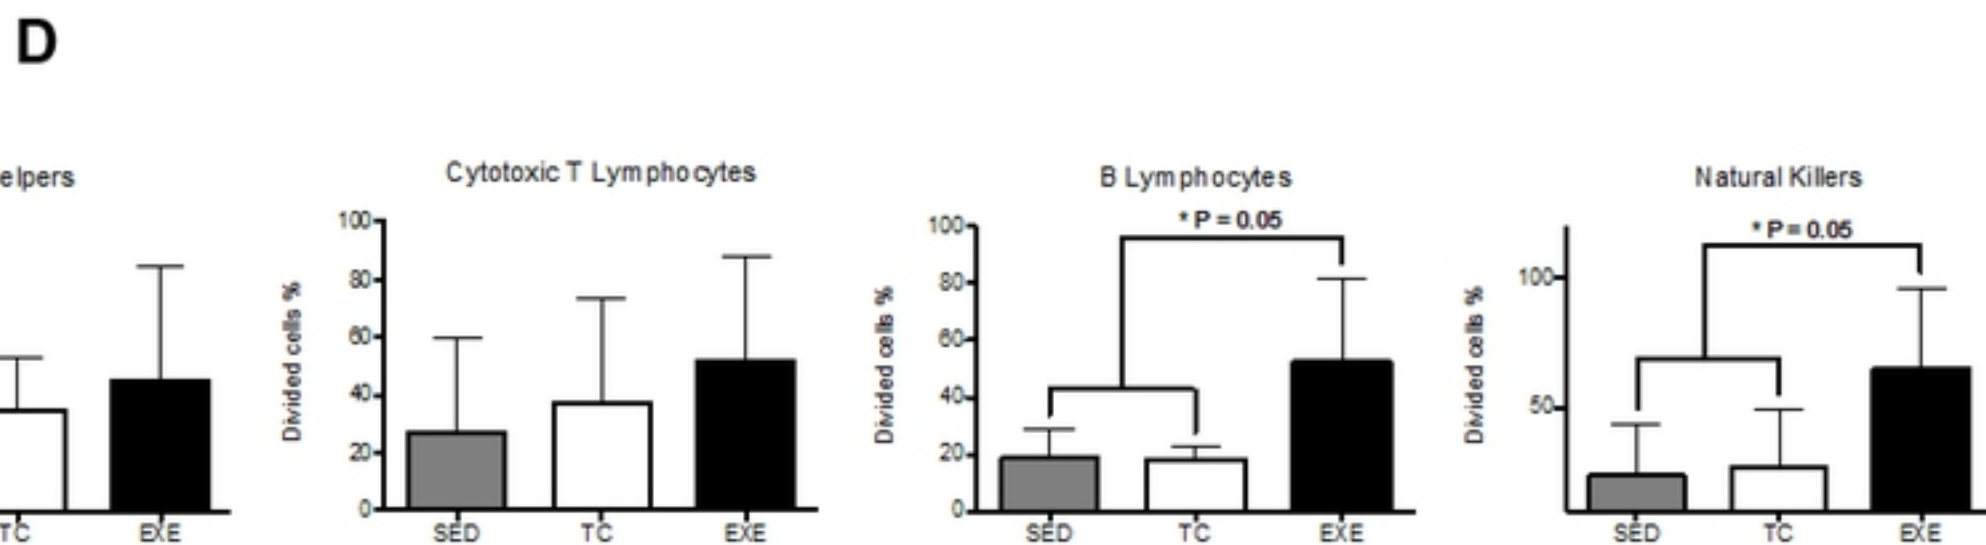 D
elpers
TC
EXE
Cytotoxic T Lymphocytes
Divided cells %
100
80
60
40
20
0
SED
TC
EXE
B Lymphocytes
* P = 0.05
Divided cells %
100
80
60
40
20
0
SED
TC
EXE
Natural Killers
* P = 0.05
Divided cells %
100
50
SED
TC
EXE